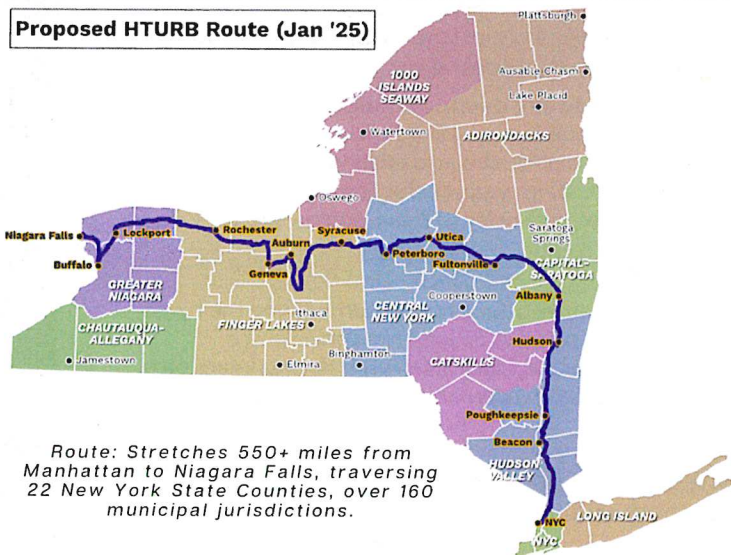 Proposed HTURB Route (Jan '25)
Plattsburgh
Ausable Chasm
1000
ISLANDS
SEAWAY
Lake Placid
Watertown
ADIRONDACKS
Oswego
Niagara Falls
Lockport
Rochester
Syracuse
Utica
Saratoga
Springs
Auburn
Buffalo
Geneva
Peterboro
Fultonville
CAPITAL-
SARATOGA
GREATER
NIAGARA
Albany
Ithaca
CENTRAL
NEW YORK
Cooperstown
CHAUTAUQUA-
ALLEGANY
FINGER LAKES
Hudson
Jamestown
Elmira
Binghamton
CATSKILLS
Poughkeepsie
Beacon
HUDSON
VALLEY
Route: Stretches 550+ miles from
Manhattan to Niagara Falls, traversing
22 New York State Counties, over 160
municipal jurisdictions.
NYC
LONG ISLAND
NYC